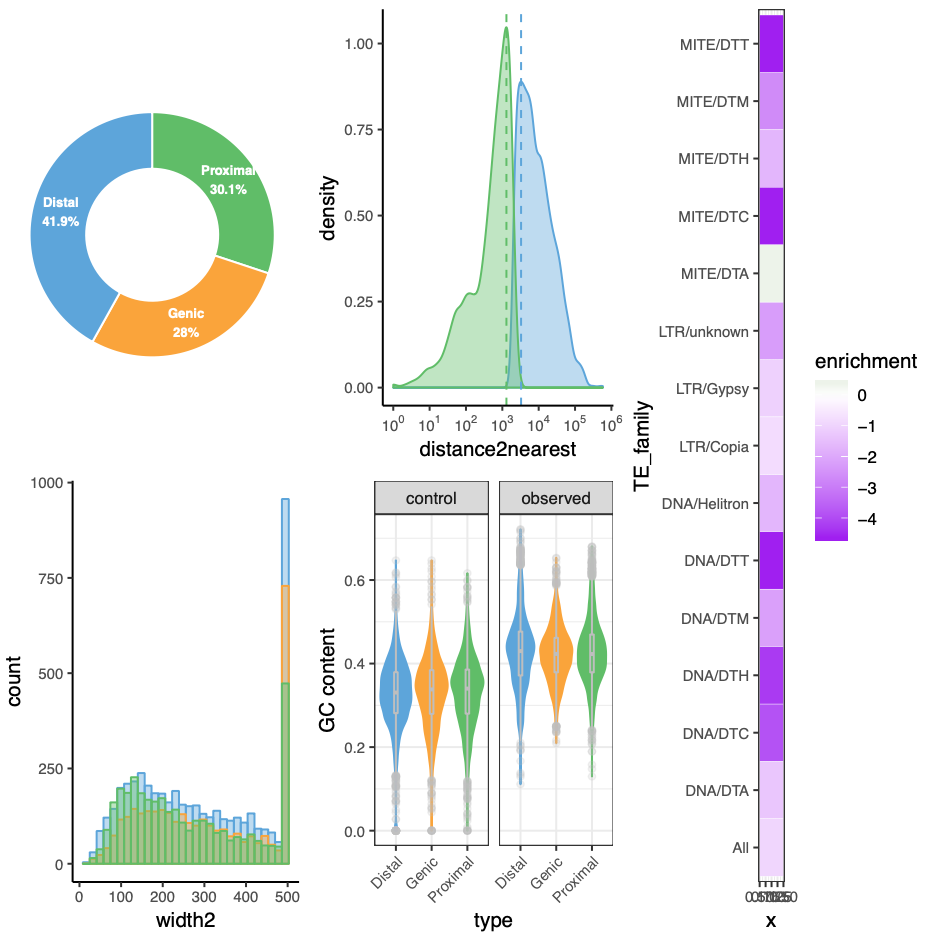 Proximal
30.1%
Distal
41.9%
Genic
28%
density
1.00
0.75
0.50
0.25
0.00
10^0 10^1 10^2 10^3 10^4 10^5 10^6
distance2nearest
TE_family
MITE/DTT
MITE/DTM
MITE/DTH
MITE/DTC
MITE/DTA
LTR/unknown
LTR/Gypsy
LTR/Copia
DNA/Helitron
DNA/DTT
DNA/DTM
DNA/DTH
DNA/DTC
DNA/DTA
All
x
enrichment
0
−1
−2
−3
−4
count
1000
750
500
250
0
0 100 200 300 400 500
width2
control observed
GC content
0.6
0.4
0.2
0.0
Distal Genic Proximal Distal Genic Proximal
type